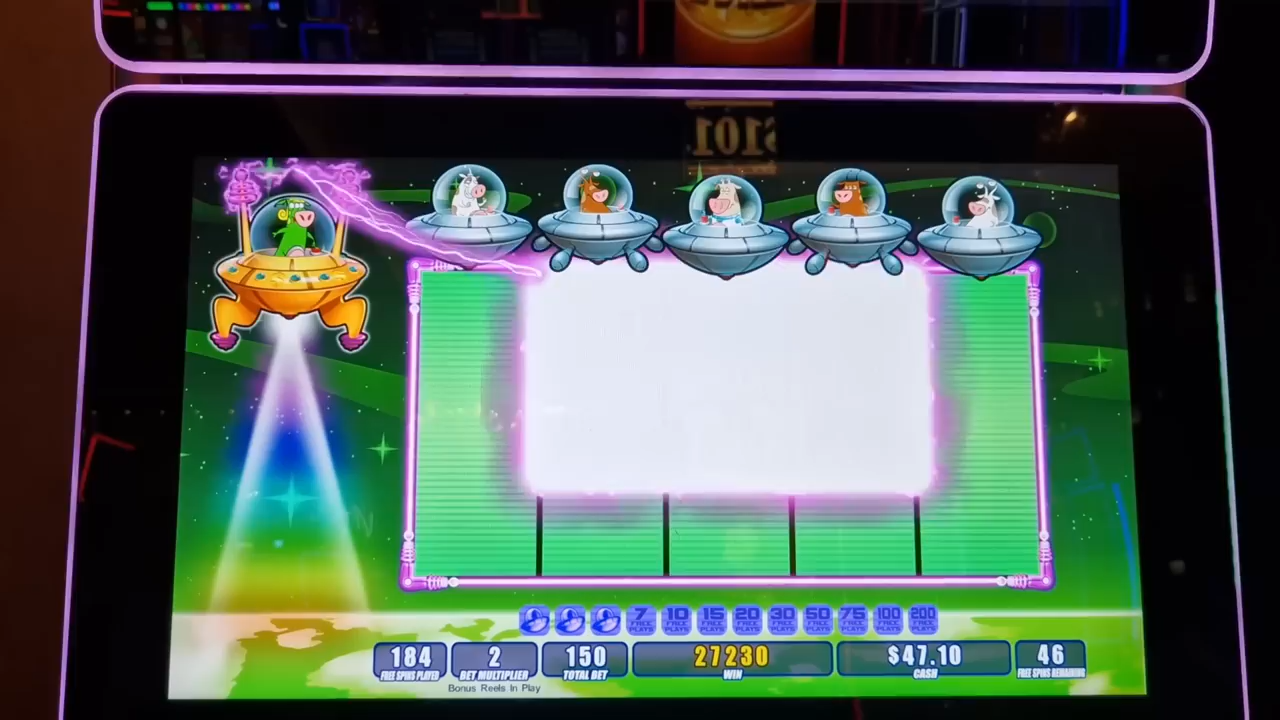 $101
7 FREE PLAYS
10 FREE PLAYS
15 FREE PLAYS
20 FREE PLAYS
30 FREE PLAYS
50 FREE PLAYS
75 FREE PLAYS
100 FREE PLAYS
200 FREE PLAYS
184
FREE SPINS PLAYED
2
BET MULTIPLIER
150
TOTAL BET
27230
WIN
$47.10
CASH
46
FREE SPINS REMAINING
Bonus Reels In Play